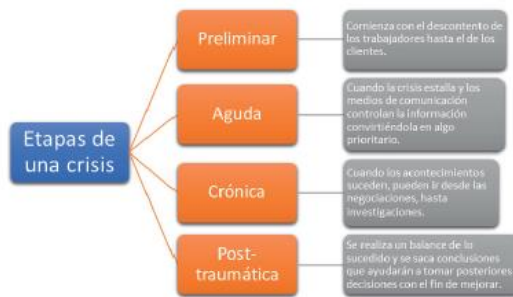 Etapas de
una crisis
Preliminar
Comienza con el descontento de
los trabajadores hasta el de los
clientes.
Aguda
Cuando la crisis estalla y los
medios de comunicación
controlan la información
convirtiéndola en algo
prioritario.
Crónica
Cuando los acontecimientos
suceden, pueden ir desde las
negociaciones, hasta
investigaciones.
Post-
traumática
Se realiza un balance de lo
sucedido y se saca conclusiones
que ayudarán a tomar posteriores
decisiones con el fin de mejorar.